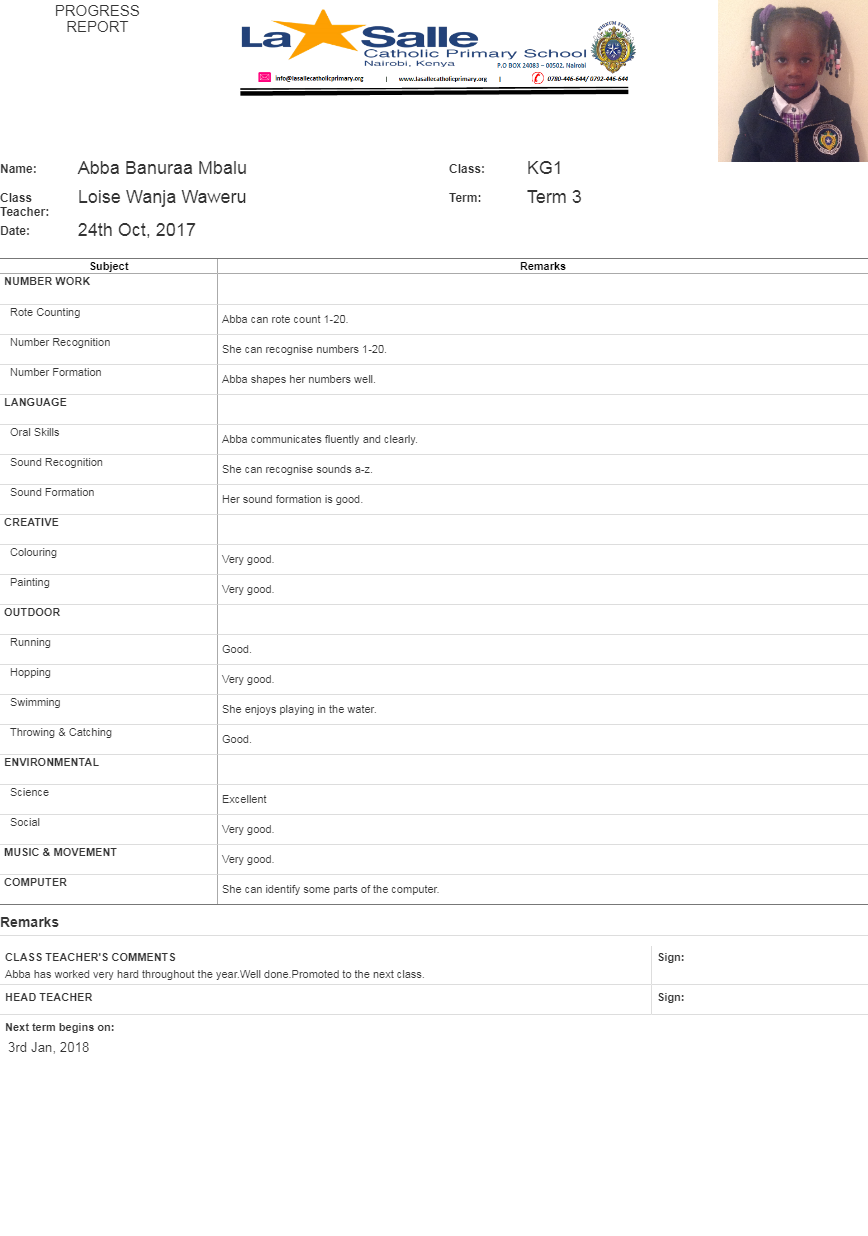 PROGRESS
REPORT
La Salle
Catholic Primary School
Nairobi, Kenya
P.O BOX 24083 – 00502, Nairobi
info@lasallecatholicprimary.org | www.lasallecatholicprimary.org | 0780-446-644/ 0792-446-644
Name: Abba Banuraa Mbalu Class: KG1
Class Teacher: Loise Wanja Waweru Term: Term 3
Date: 24th Oct, 2017
Subject Remarks
NUMBER WORK
Rote Counting Abba can rote count 1-20.
Number Recognition She can recognise numbers 1-20.
Number Formation Abba shapes her numbers well.
LANGUAGE
Oral Skills Abba communicates fluently and clearly.
Sound Recognition She can recognise sounds a-z.
Sound Formation Her sound formation is good.
CREATIVE
Colouring Very good.
Painting Very good.
OUTDOOR
Running Good.
Hopping Very good.
Swimming She enjoys playing in the water.
Throwing & Catching Good.
ENVIRONMENTAL
Science Excellent
Social Very good.
MUSIC & MOVEMENT Very good.
COMPUTER She can identify some parts of the computer.
Remarks
CLASS TEACHER'S COMMENTS Sign:
Abba has worked very hard throughout the year.Well done.Promoted to the next class.
HEAD TEACHER Sign:
Next term begins on:
3rd Jan, 2018